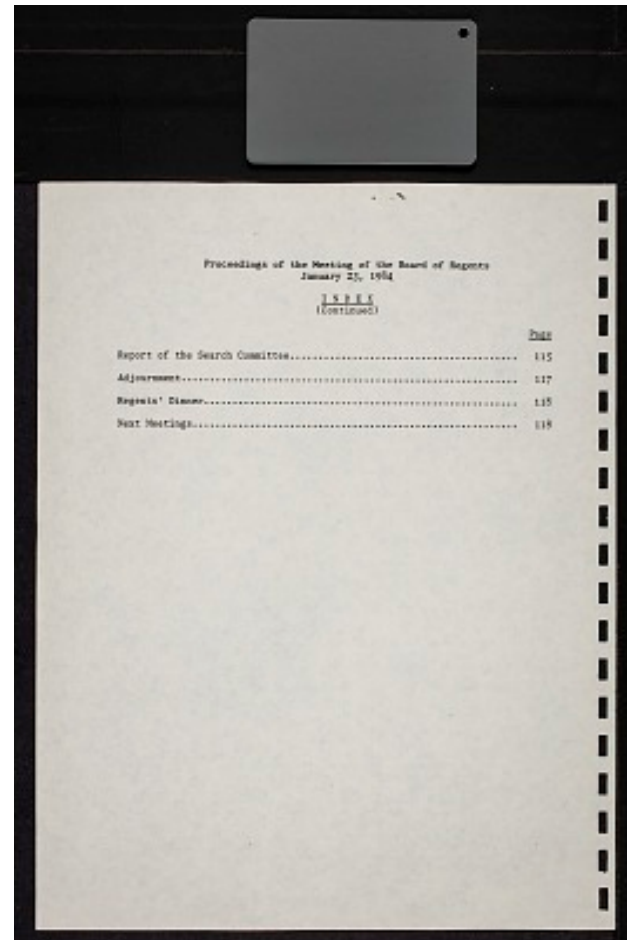 Proceedings of the Meeting of the Board of Regents
January 23, 1984
I N D E X
(Continued)
Page
Report of the Search Committee................................................ 115
Adjournment.................................................................... 117
Regents' Dinner................................................................ 118
Next Meetings.................................................................. 118